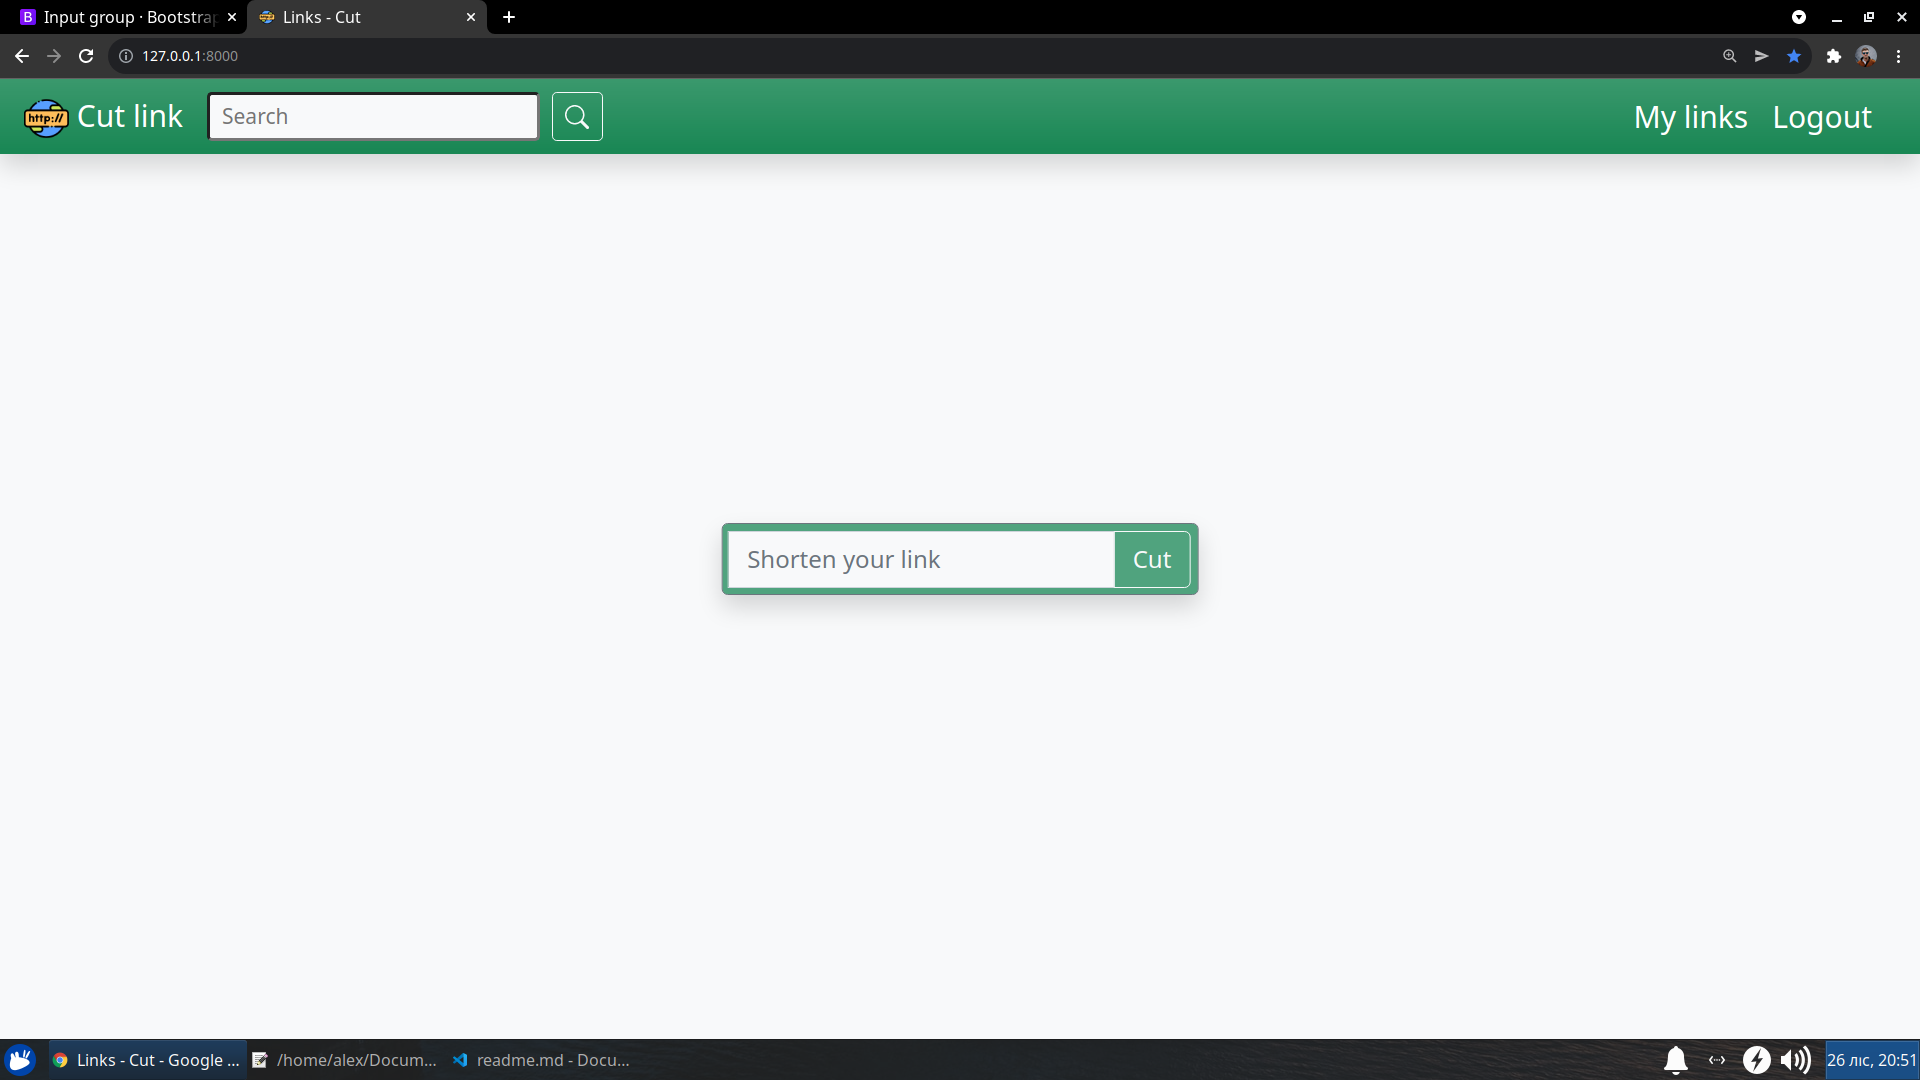 Input group · Bootstrap
Links - Cut
127.0.0.1:8000
http://
Cut link
Search
My links
Logout
Shorten your link
Cut
Links - Cut - Google ...
/home/alex/Docum...
readme.md - Docu...
26 ліс, 20:51